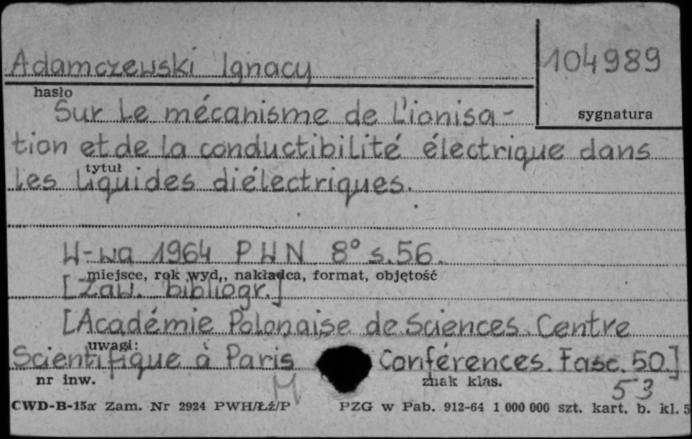 Adamczewski Ignacy
104989
hasło
sygnatura
Sur le mécanisme de l'ionisa-
tion et de la conductibilité électrique dans
tytuł
les liquides diélectriques.
W-wa 1964 PWN 8° s.56.
miejsce, rok wyd., nakładca, format, objętość
[Zaw. bibliogr.]
[Académie Polonaise de Sciences. Centre
uwagi:
Scientifique à Paris Conférences. Fasc. 50.]
nr inw.
znak klas.
53
CWD-B-15a Zam. Nr 2924 PWH/Łź/P
PZG w Pab. 912-64 1 000 000 szt. kart. b. kl. 5